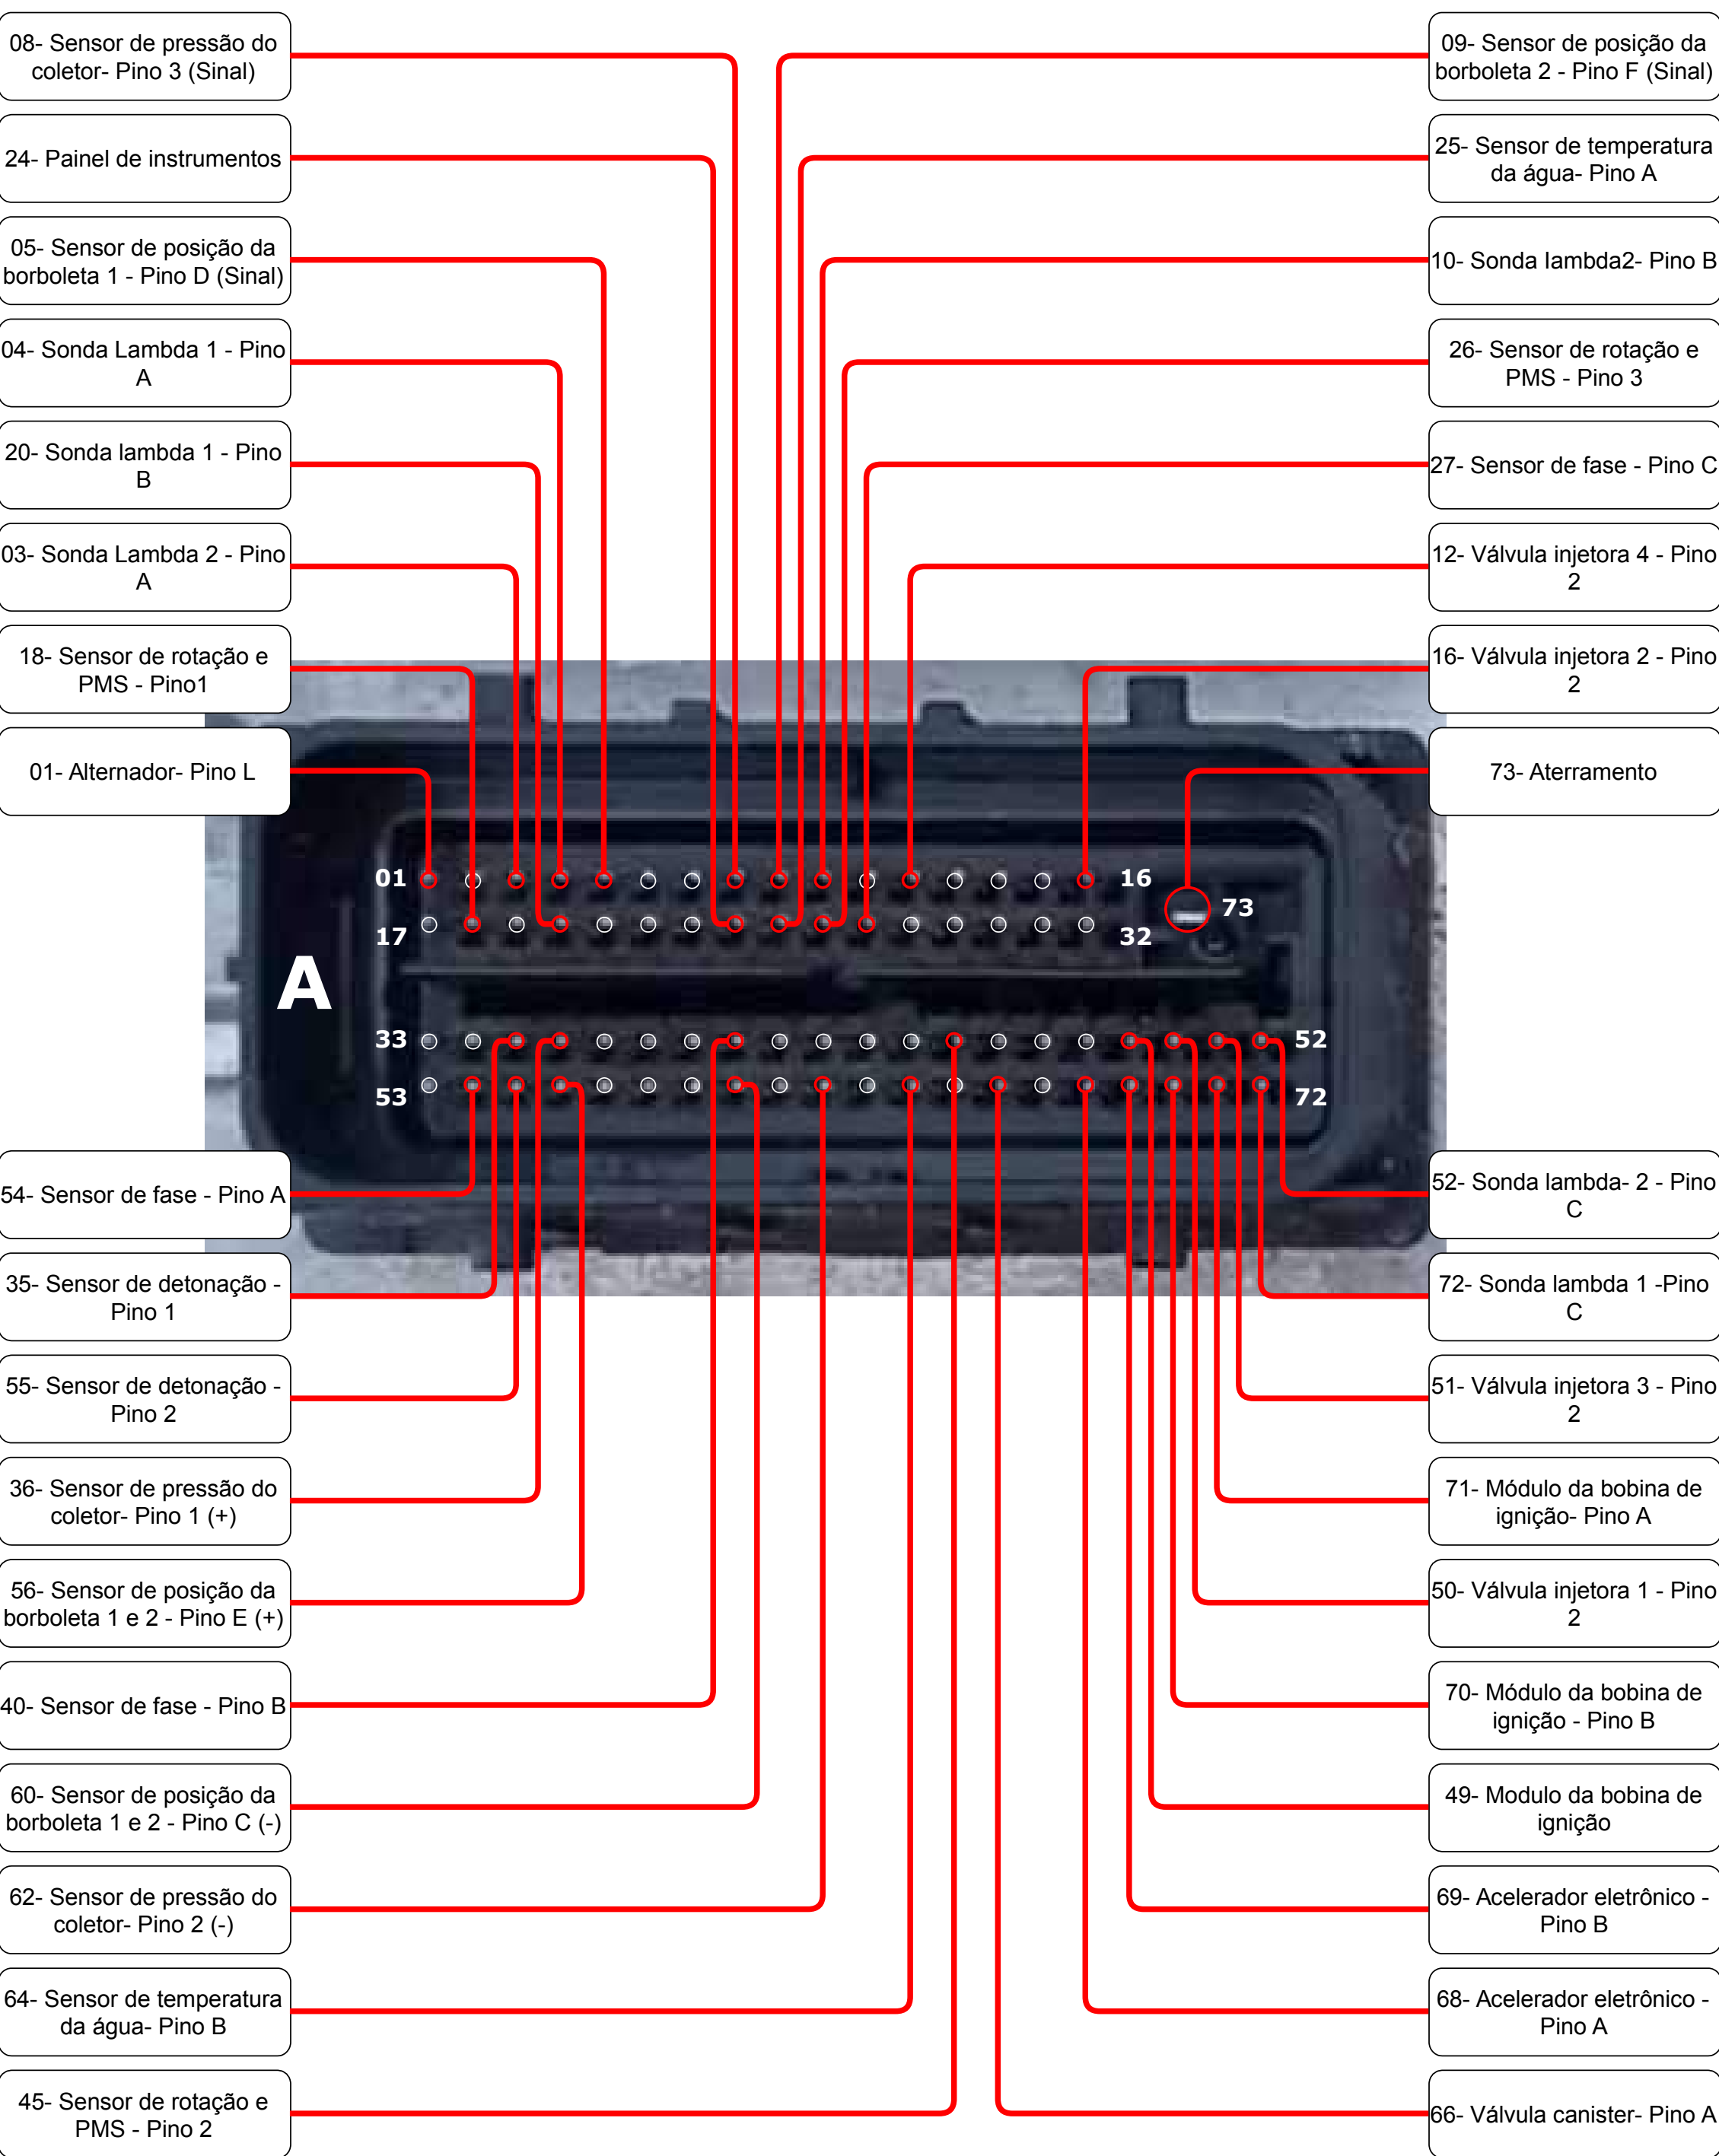 08- Sensor de pressão do
coletor- Pino 3 (Sinal)
24- Painel de instrumentos
05- Sensor de posição da
borboleta 1 - Pino D (Sinal)
04- Sonda Lambda 1 - Pino
A
20- Sonda lambda 1 - Pino
B
03- Sonda Lambda 2 - Pino
A
18- Sensor de rotação e
PMS - Pino1
01- Alternador- Pino L
09- Sensor de posição da
borboleta 2 - Pino F (Sinal)
25- Sensor de temperatura
da água- Pino A
10- Sonda lambda2- Pino B
26- Sensor de rotação e
PMS - Pino 3
27- Sensor de fase - Pino C
12- Válvula injetora 4 - Pino
2
16- Válvula injetora 2 - Pino
2
73- Aterramento
01 16
73
17 32
A
33 52
53 72
54- Sensor de fase - Pino A
35- Sensor de detonação -
Pino 1
55- Sensor de detonação -
Pino 2
36- Sensor de pressão do
coletor- Pino 1 (+)
56- Sensor de posição da
borboleta 1 e 2 - Pino E (+)
40- Sensor de fase - Pino B
60- Sensor de posição da
borboleta 1 e 2 - Pino C (-)
62- Sensor de pressão do
coletor- Pino 2 (-)
64- Sensor de temperatura
da água- Pino B
45- Sensor de rotação e
PMS - Pino 2
52- Sonda lambda- 2 - Pino
C
72- Sonda lambda 1 -Pino
C
51- Válvula injetora 3 - Pino
2
71- Módulo da bobina de
ignição- Pino A
50- Válvula injetora 1 - Pino
2
70- Módulo da bobina de
ignição - Pino B
49- Modulo da bobina de
ignição
69- Acelerador eletrônico -
Pino B
68- Acelerador eletrônico -
Pino A
66- Válvula canister- Pino A